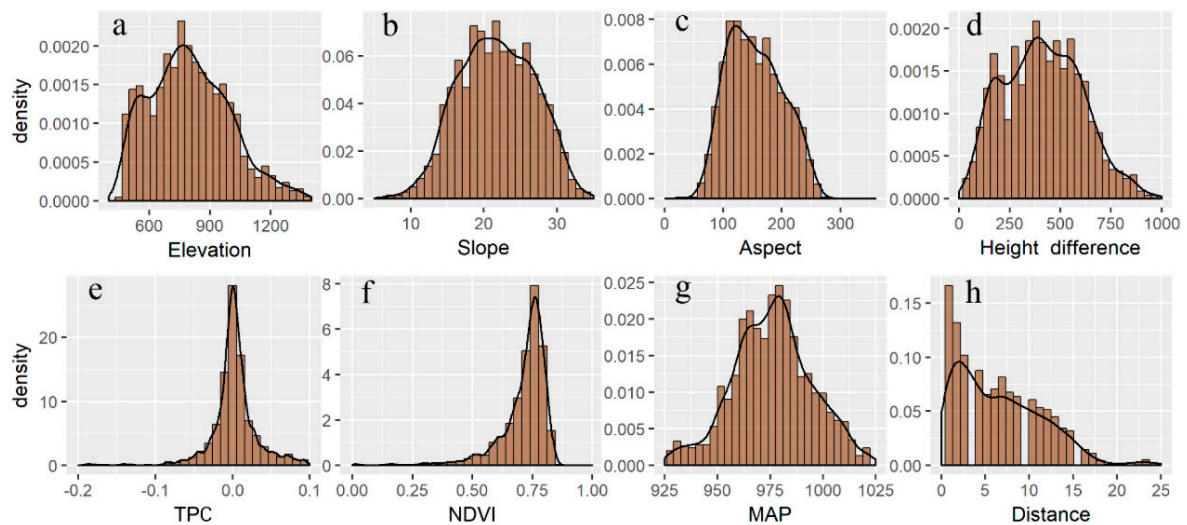 a b c d
density
0.0020 0.0015 0.0010 0.0005 0.0000
600 900 1200
Elevation
0.06 0.04 0.02 0.00
10 20 30
Slope
0.008 0.006 0.004 0.002 0.000
0 100 200 300
Aspect
0.0020 0.0015 0.0010 0.0005 0.0000
0 250 500 750 1000
Height difference
e f g h
density
20 10 0
-0.2 -0.1 0.0 0.1
TPC
8 6 4 2 0
0.00 0.25 0.50 0.75 1.00
NDVI
0.025 0.020 0.015 0.010 0.005 0.000
925 950 975 1000 1025
MAP
0.15 0.10 0.05 0.00
0 5 10 15 20 25
Distance